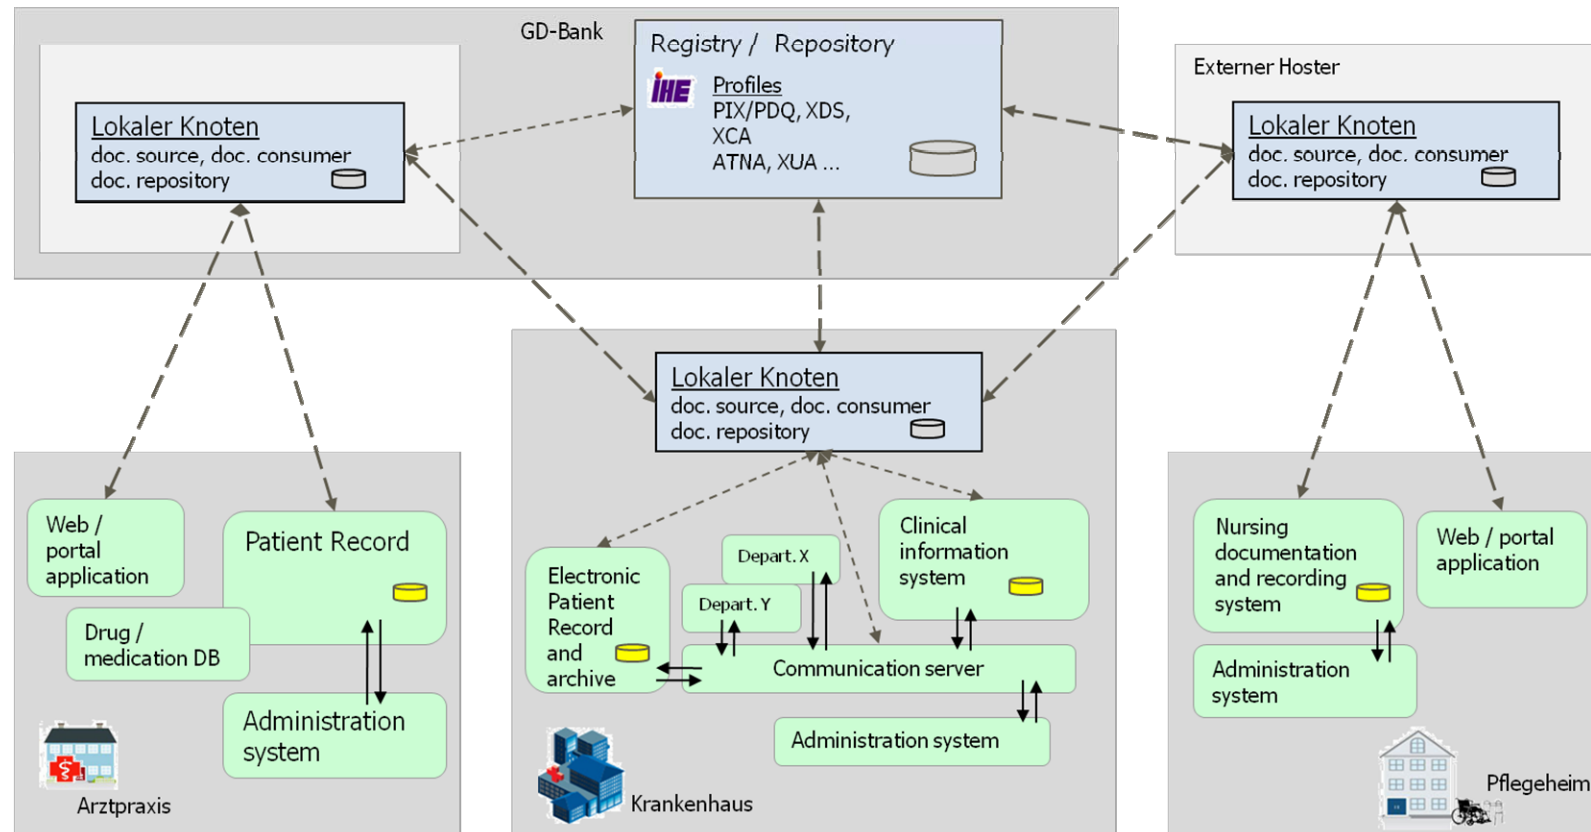 GD-Bank
Registry / Repository
IHE
Profiles
PIX/PDQ, XDS,
XCA
ATNA, XUA ...
Lokaler Knoten
doc. source, doc. consumer
doc. repository
Externer Hoster
Lokaler Knoten
doc. source, doc. consumer
doc. repository
Lokaler Knoten
doc. source, doc. consumer
doc. repository
Web /
portal
application
Patient Record
Drug /
medication DB
Administration
system
Arztpraxis
Electronic
Patient
Record
and
archive
Depart. X
Depart. Y
Clinical
information
system
Communication server
Administration system
Krankenhaus
Nursing
documentation
and recording
system
Web / portal
application
Administration
system
Pflegeheim